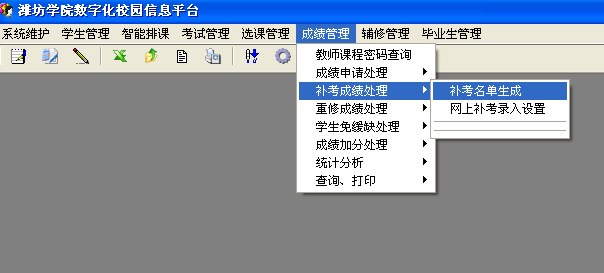 潍坊学院数字化校园信息平台
系统维护 学生管理 智能排课 考试管理 选课管理 成绩管理 辅修管理 毕业生管理
教师课程密码查询
成绩申请处理
补考成绩处理
重修成绩处理
学生免缓缺处理
成绩加分处理
统计分析
查询、打印
补考名单生成
网上补考录入设置